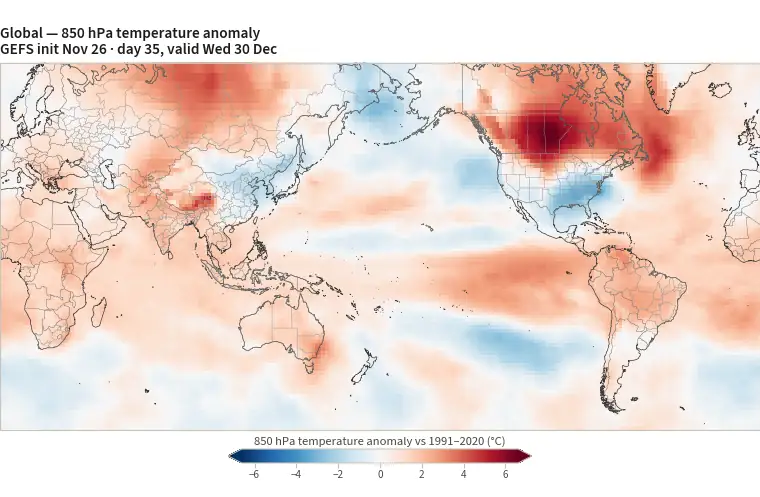 Global — 850 hPa temperature anomaly
GEFS init Nov 26 · day 35, valid Wed 30 Dec
850 hPa temperature anomaly vs 1991–2020 (°C)
−6 −4 −2 0 2 4 6